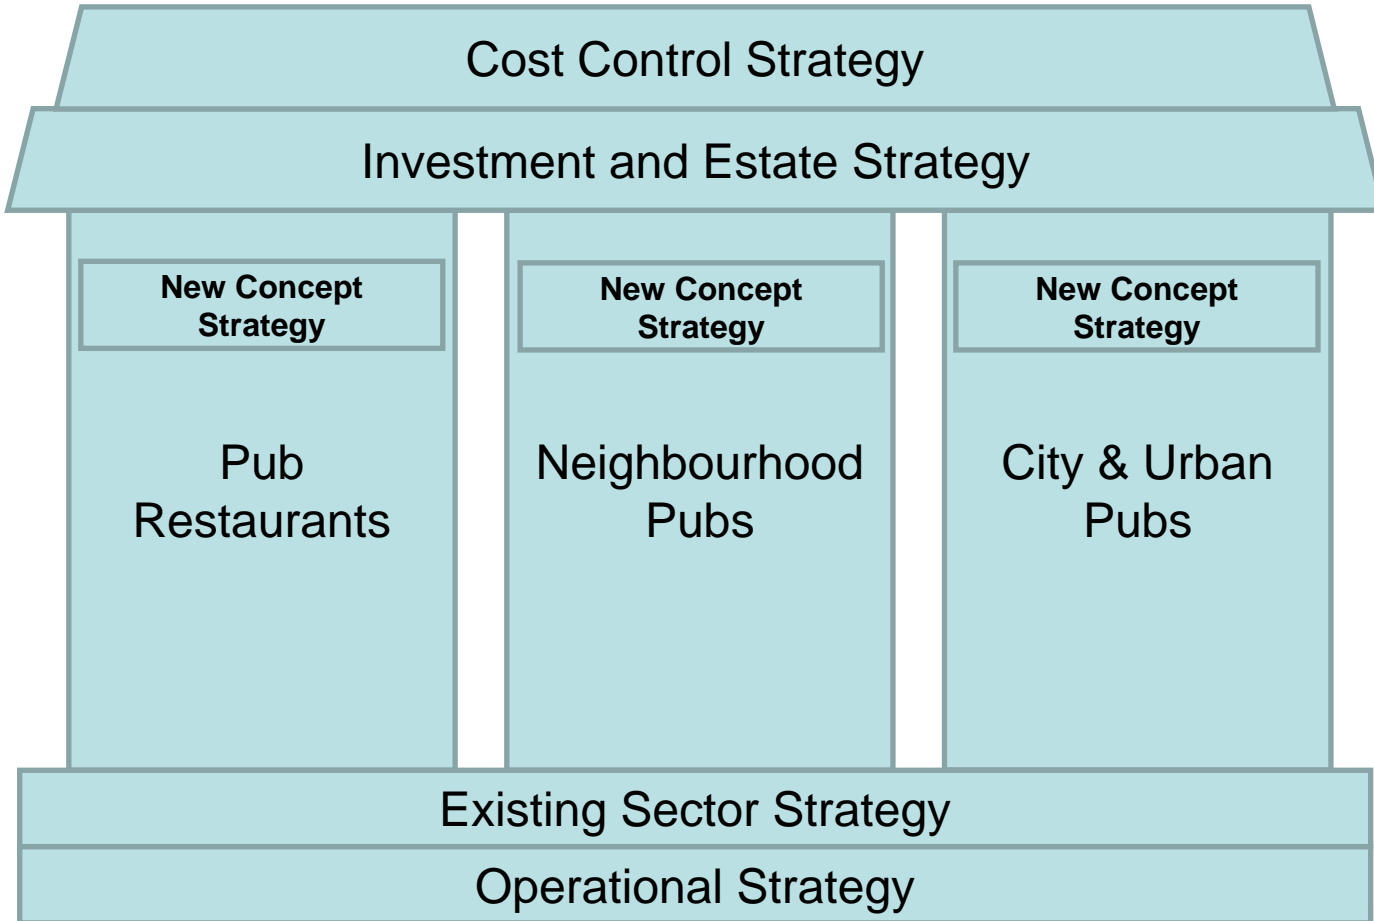 Cost Control Strategy
Investment and Estate Strategy
New Concept
Strategy
New Concept
Strategy
New Concept
Strategy
Pub
Restaurants
Neighbourhood
Pubs
City & Urban
Pubs
Existing Sector Strategy
Operational Strategy